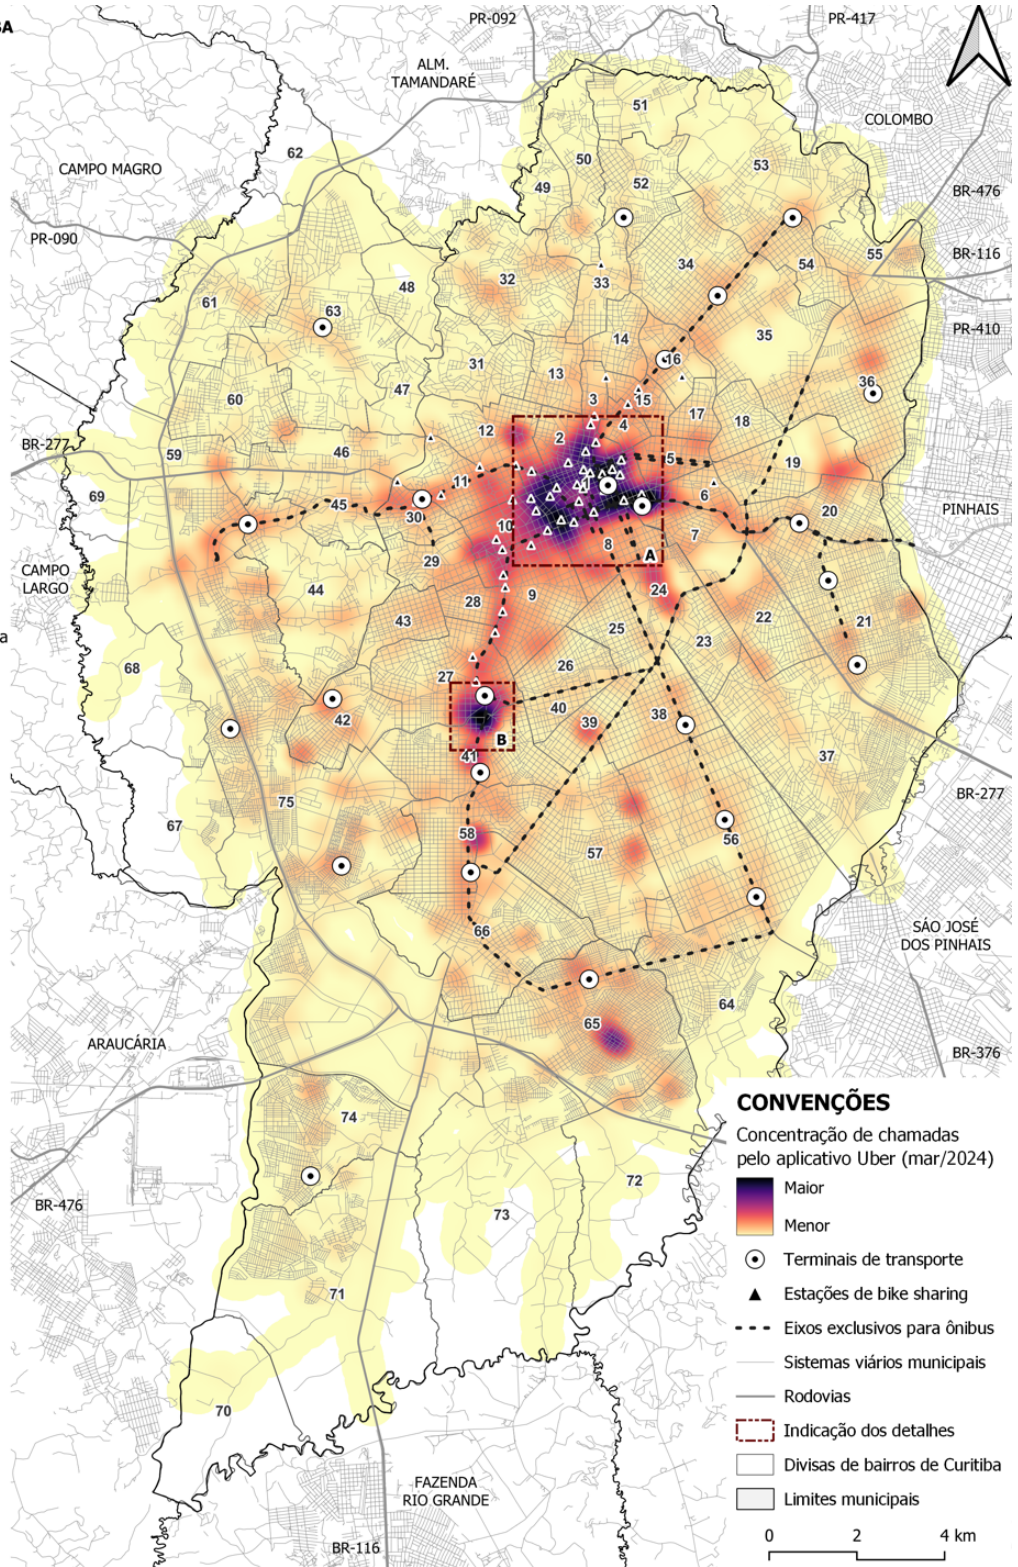 BA
PR-092
PR-417
ALM.
TAMANDARÉ
COLOMBO
51
62
50
52
53
49
CAMPO MAGRO
BR-476
PR-090
BR-116
55
54
34
32
33
48
61
63
PR-410
35
14
16
31
13
36
47
60
3
15
4
17
18
12
2
BR-277
59
46
5
19
69
11
1
6
20
45
30
PINHAIS
10
7
8
A
29
CAMPO
LARGO
44
24
28
9
22
21
43
25
23
a
68
26
27
40
42
39
38
B
41
37
75
BR-277
67
58
56
57
66
SÁO JOSÉ
DOS PINHAIS
64
65
ARAUCÁRIA
BR-376
74
72
BR-476
73
71
70
FAZENDA
RIO GRANDE
BR-116
CONVENÇÕES
Concentração de chamadas
pelo aplicativo Uber (mar/2024)
Maior
Menor
Terminais de transporte
Estações de bike sharing
Eixos exclusivos para ônibus
Sistemas viários municipais
Rodovias
Indicação dos detalhes
Divisas de bairros de Curitiba
Limites municipais
0 2 4 km